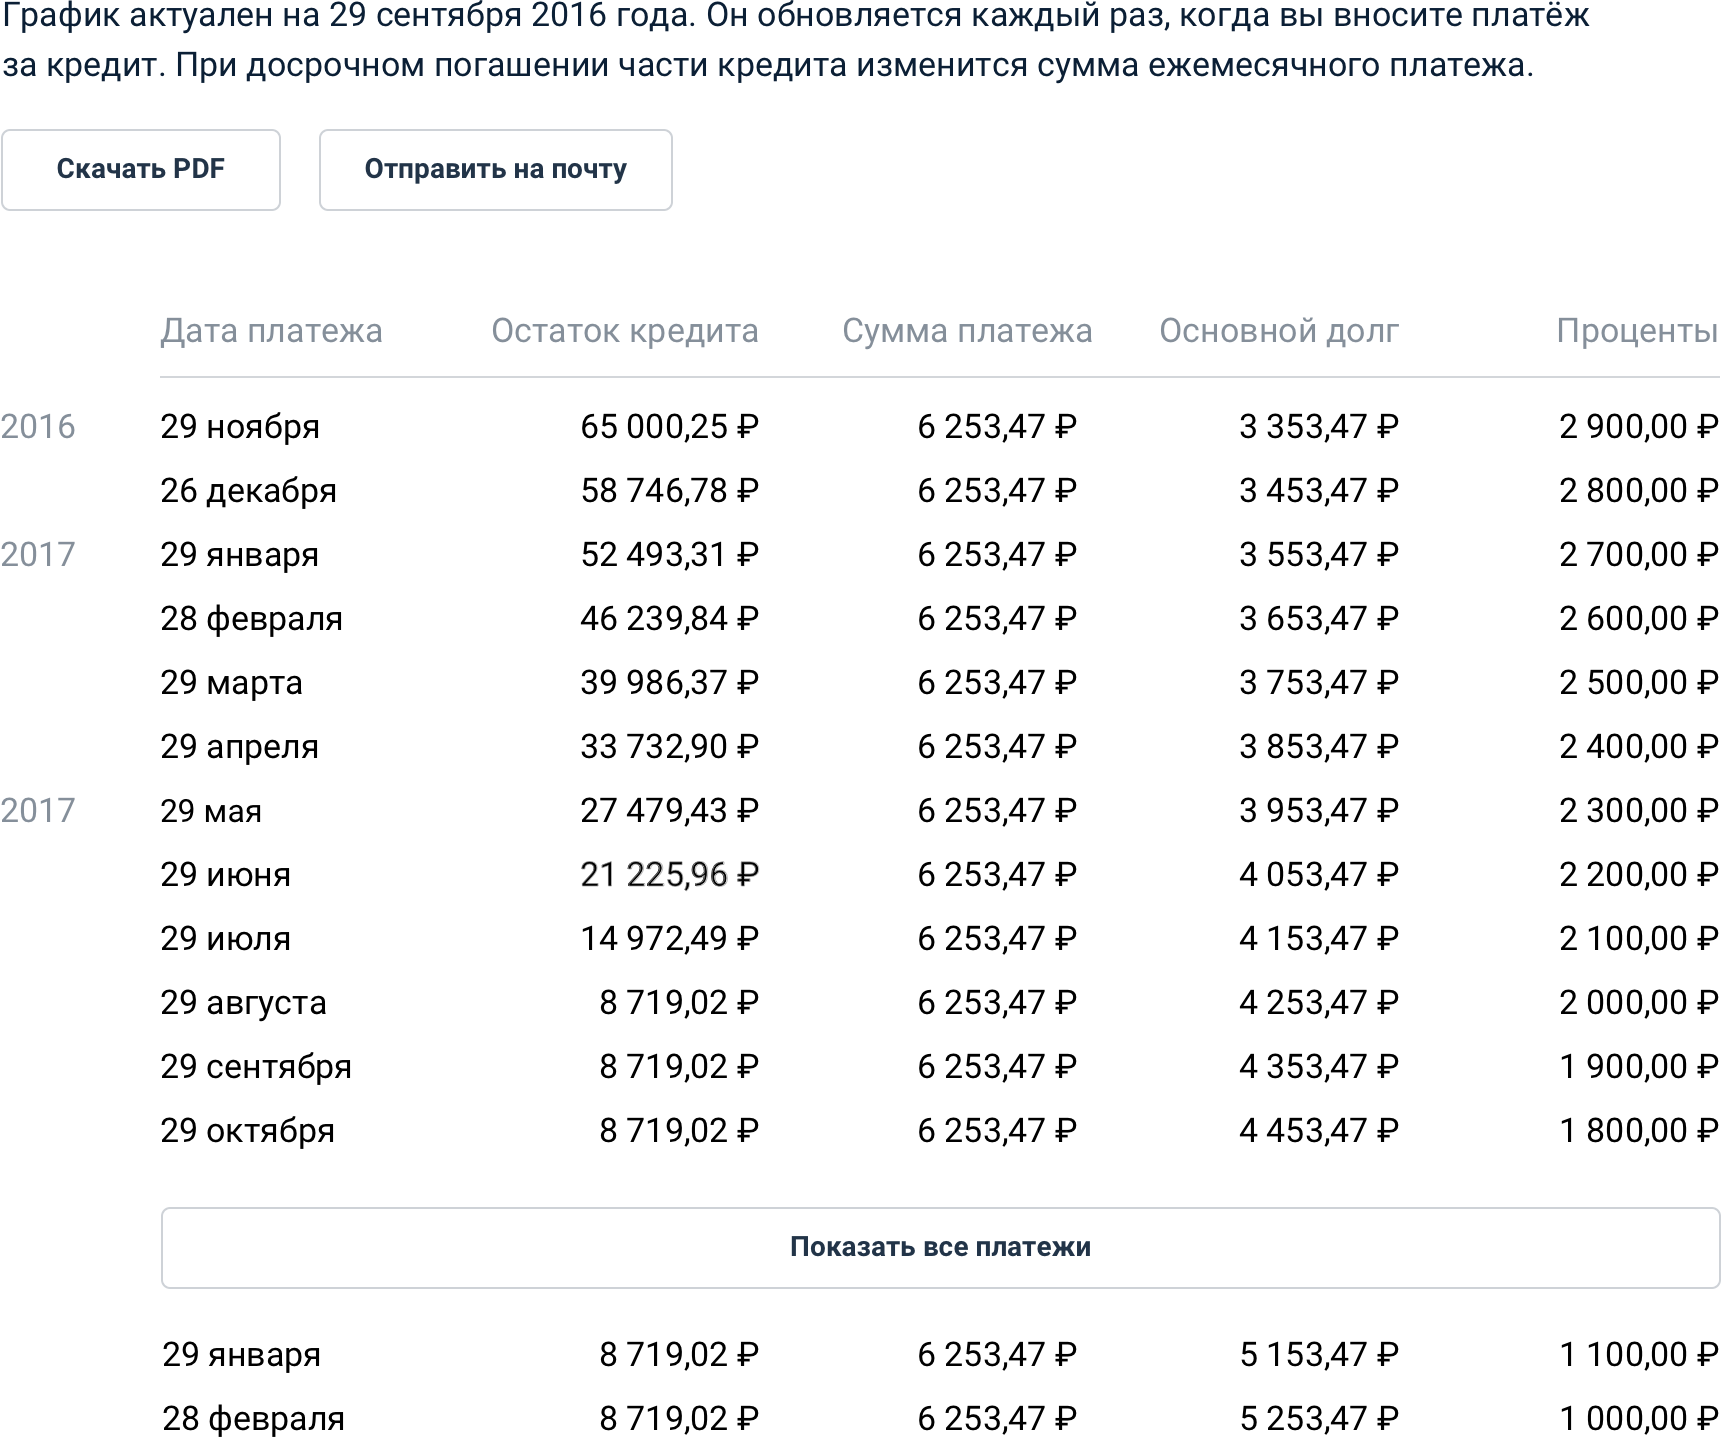 График актуален на 29 сентября 2016 года. Он обновляется каждый раз, когда вы вносите платёж
за кредит. При досрочном погашении части кредита изменится сумма ежемесячного платежа.
Скачать PDF Отправить на почту
Дата платежа Остаток кредита Сумма платежа Основной долг Проценты
2016 29 ноября 65 000,25 ₽ 6 253,47 ₽ 3 353,47 ₽ 2 900,00 ₽
26 декабря 58 746,78 ₽ 6 253,47 ₽ 3 453,47 ₽ 2 800,00 ₽
2017 29 января 52 493,31 ₽ 6 253,47 ₽ 3 553,47 ₽ 2 700,00 ₽
28 февраля 46 239,84 ₽ 6 253,47 ₽ 3 653,47 ₽ 2 600,00 ₽
29 марта 39 986,37 ₽ 6 253,47 ₽ 3 753,47 ₽ 2 500,00 ₽
29 апреля 33 732,90 ₽ 6 253,47 ₽ 3 853,47 ₽ 2 400,00 ₽
2017 29 мая 27 479,43 ₽ 6 253,47 ₽ 3 953,47 ₽ 2 300,00 ₽
29 июня 21 225,96 ₽ 6 253,47 ₽ 4 053,47 ₽ 2 200,00 ₽
29 июля 14 972,49 ₽ 6 253,47 ₽ 4 153,47 ₽ 2 100,00 ₽
29 августа 8 719,02 ₽ 6 253,47 ₽ 4 253,47 ₽ 2 000,00 ₽
29 сентября 8 719,02 ₽ 6 253,47 ₽ 4 353,47 ₽ 1 900,00 ₽
29 октября 8 719,02 ₽ 6 253,47 ₽ 4 453,47 ₽ 1 800,00 ₽
Показать все платежи
29 января 8 719,02 ₽ 6 253,47 ₽ 5 153,47 ₽ 1 100,00 ₽
28 февраля 8 719,02 ₽ 6 253,47 ₽ 5 253,47 ₽ 1 000,00 ₽